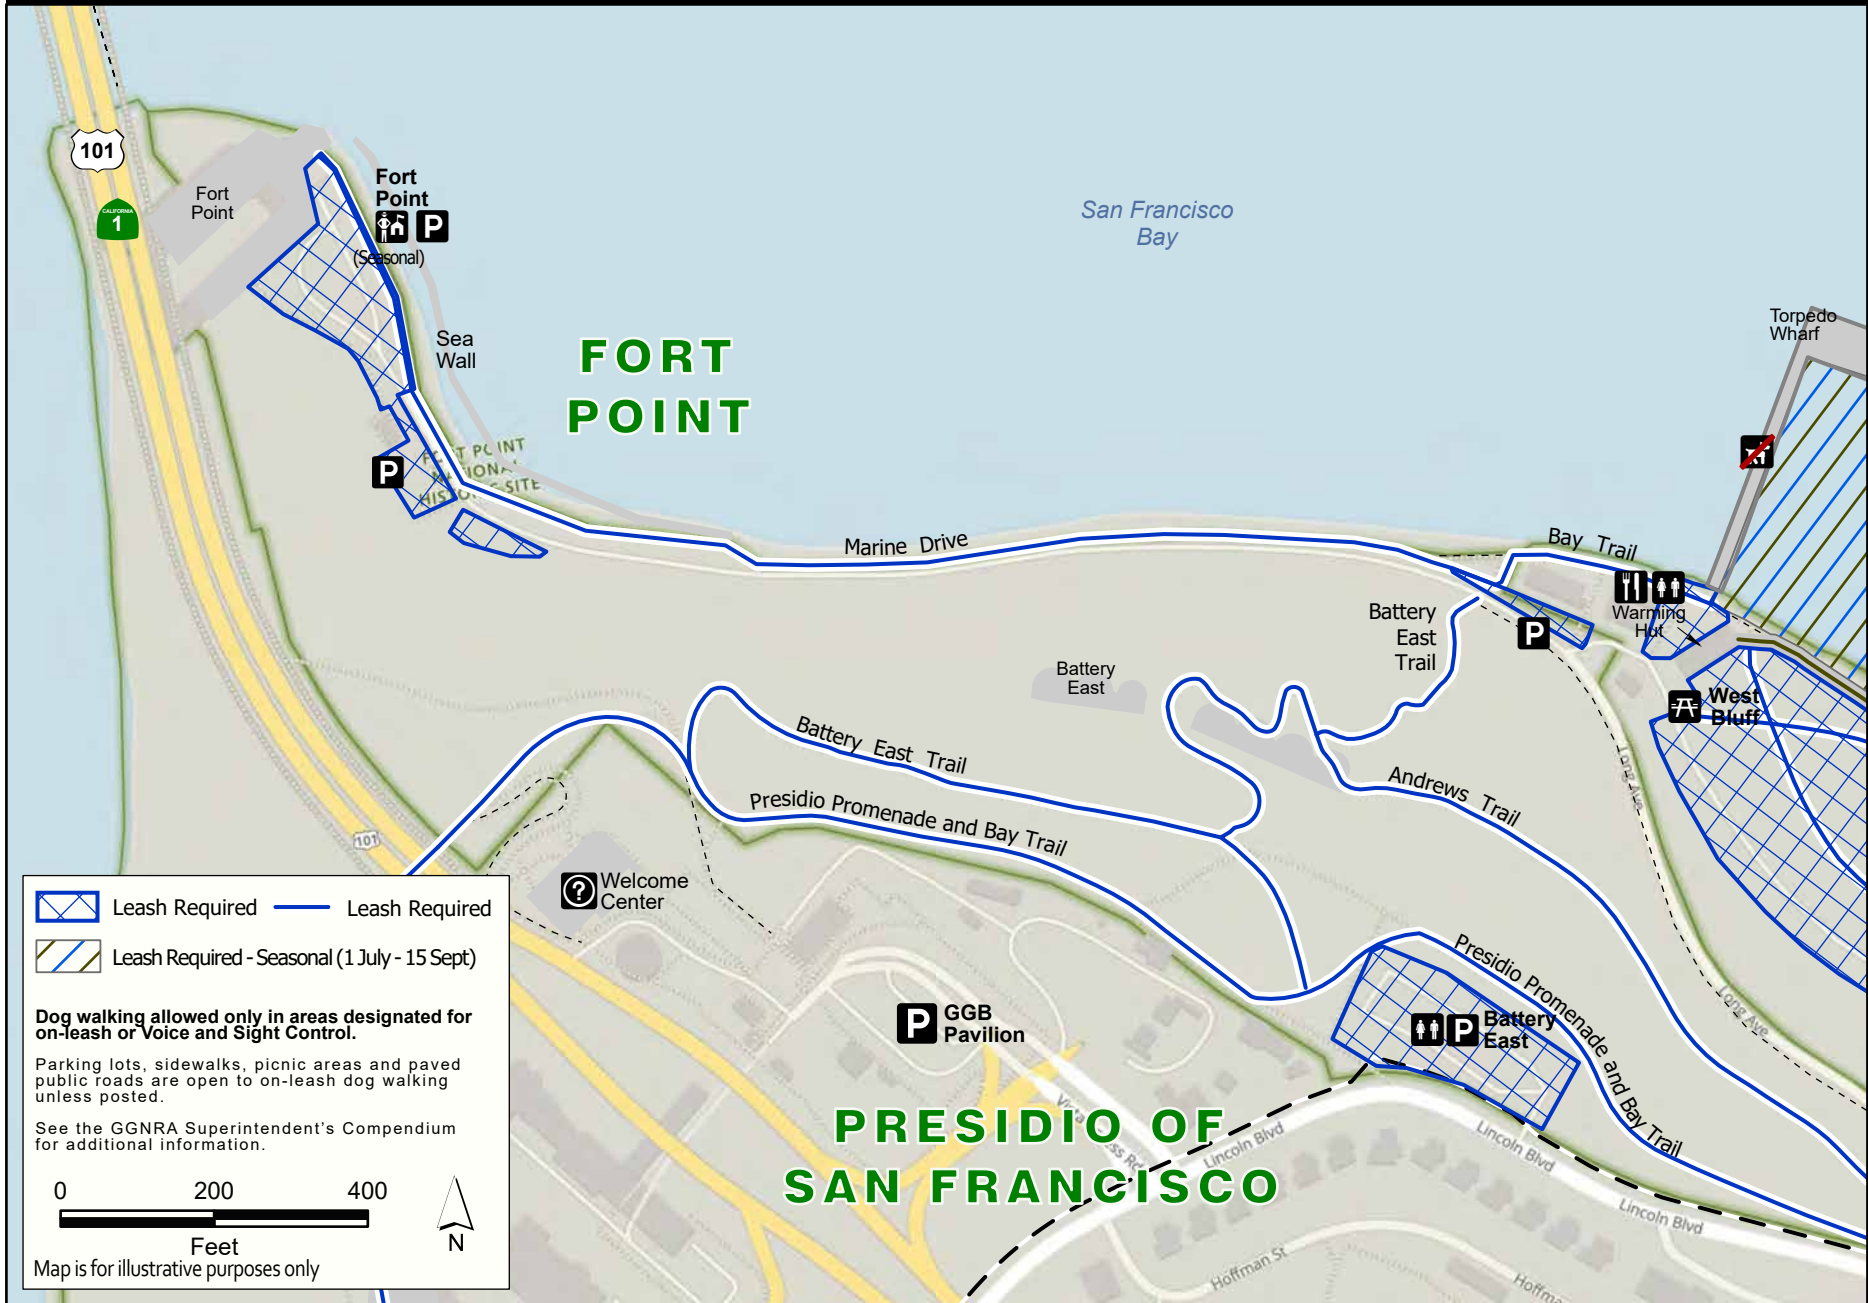 101
CALIFORNIA
1
Fort
Point
Fort
Point
P
(Seasonal)
San Francisco
Bay
Torpedo
Wharf
Sea
Wall
FORT
POINT
P
FORT POINT
NATIONAL
HISTORIC SITE
Marine Drive
Bay Trail
Warming
Hut
P
Battery
East
Trail
Battery
East
West
Bluff
Battery East Trail
Andrews Trail
Long Ave
Presidio Promenade and Bay Trail
101
?
Welcome
Center
Presidio Promenade and Bay Trail
Long Ave
P
GGB
Pavilion
P
Battery
East
PRESIDIO OF
SAN FRANCISCO
Lincoln Blvd
Lincoln Blvd
Lincoln Blvd
Hoffman St
Leash Required
Leash Required
Leash Required - Seasonal (1 July - 15 Sept)
Dog walking allowed only in areas designated for
on-leash or Voice and Sight Control.
Parking lots, sidewalks, picnic areas and paved
public roads are open to on-leash dog walking
unless posted.
See the GGNRA Superintendent's Compendium
for additional information.
0 200 400
Feet
N
Map is for illustrative purposes only